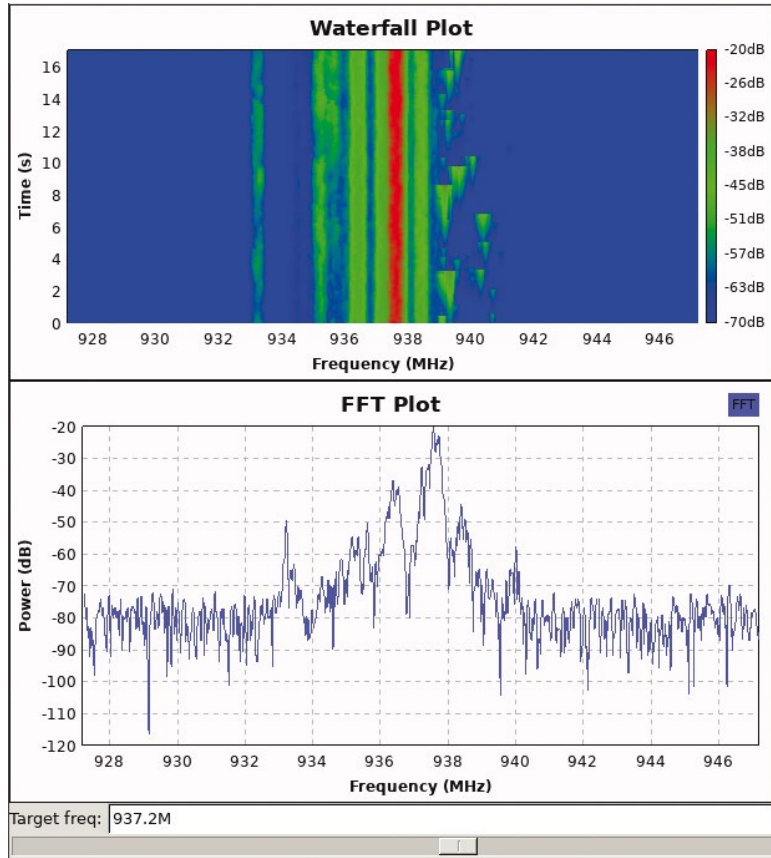 Waterfall Plot
16
14
12
10
8
6
4
2
0
Time (s)
928 930 932 934 936 938 940 942 944 946
Frequency (MHz)
-20dB
-26dB
-32dB
-38dB
-45dB
-51dB
-57dB
-63dB
-70dB
FFT Plot
FFT
-20
-30
-40
-50
-60
-70
-80
-90
-100
-110
-120
Power (dB)
928 930 932 934 936 938 940 942 944 946
Frequency (MHz)
Target freq: 937.2M